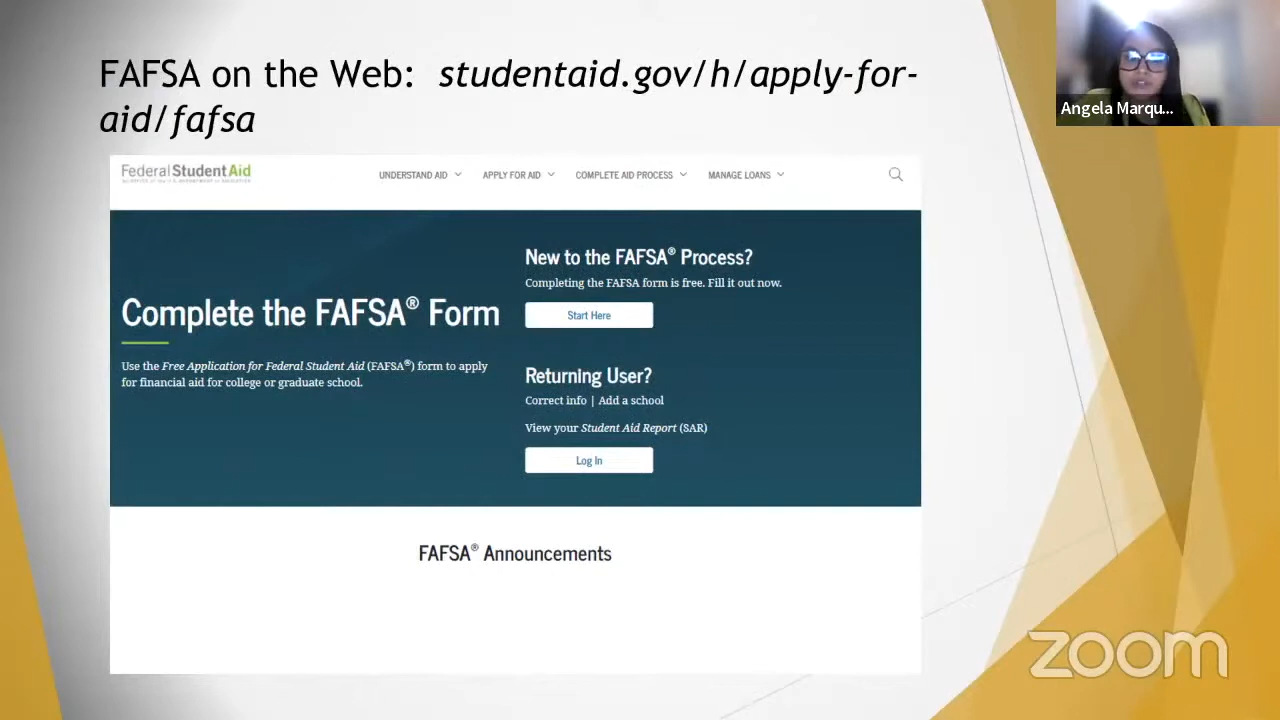 FAFSA on the Web: studentaid.gov/h/apply-for-
aid/fafsa
Angela Marqu...
Federal Student Aid
UNDERSTAND AID
APPLY FOR AID
COMPLETE AID PROCESS
MANAGE LOANS
Complete the FAFSA® Form
Use the Free Application for Federal Student Aid (FAFSA®) form to apply
for financial aid for college or graduate school.
New to the FAFSA® Process?
Completing the FAFSA form is free. Fill it out now.
Start Here
Returning User?
Correct info | Add a school
View your Student Aid Report (SAR)
Log In
FAFSA® Announcements
zoom